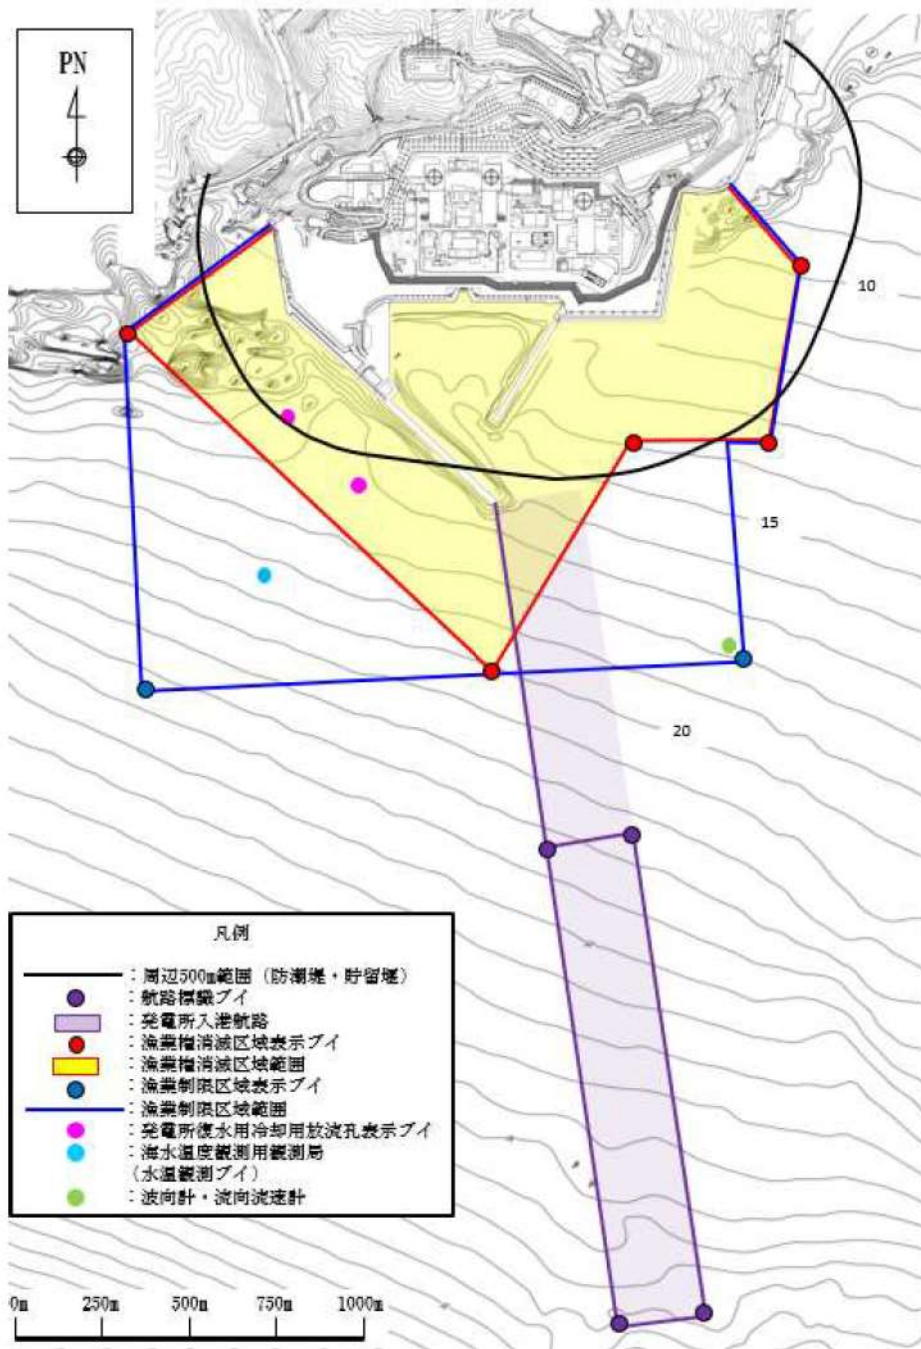 PN
10
15
20
凡例
：周辺500m範囲（防潮堤・貯留堰）
：航路標識ブイ
：発電所入港航路
：漁業権消滅区域表示ブイ
：漁業権消滅区域範囲
：漁業制限区域表示ブイ
：漁業制限区域範囲
：発電所復水用冷却用放流孔表示ブイ
：海水温度観測用観測局
（水温観測ブイ）
：波向計・流向流速計
0m 250m 500m 750m 1000m